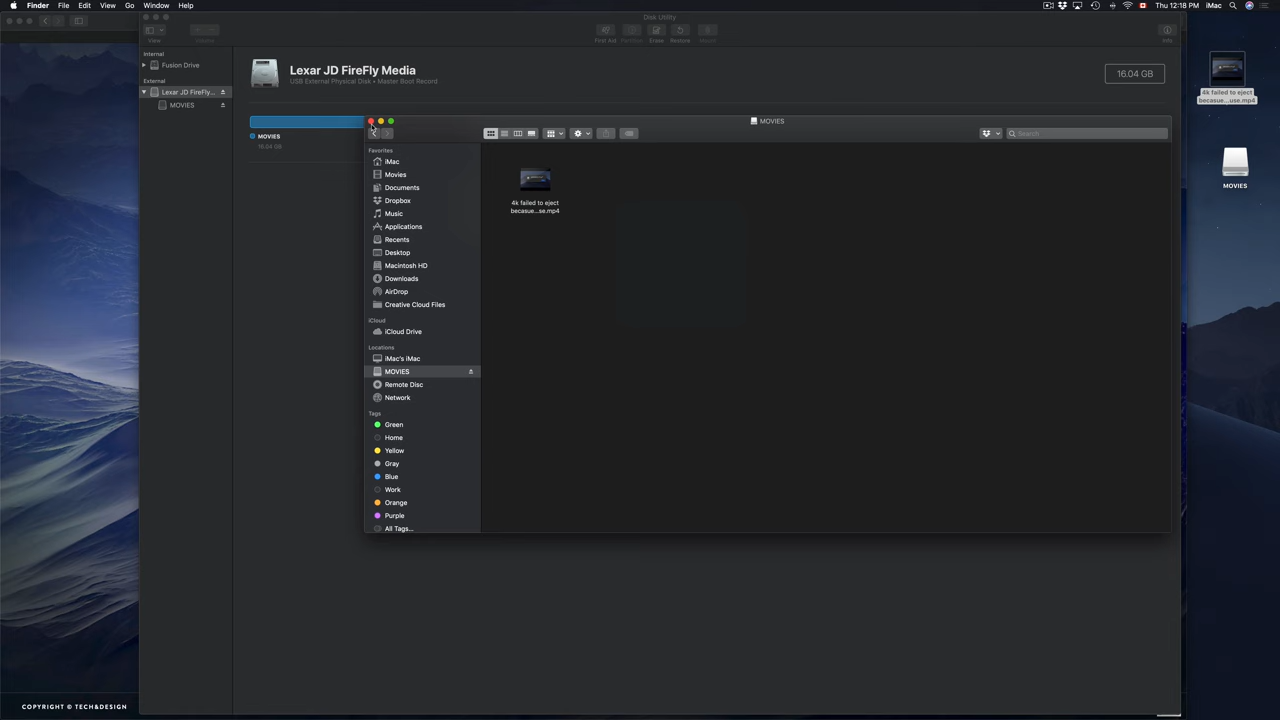 Finder File Edit View Go Window Help
Thu 12:18 PM iMac
Disk Utility
View
Volume
First Aid Partition Erase Restore Mount
Info
Internal
Fusion Drive
External
Lexar JD FireFly...
MOVIES
Lexar JD FireFly Media
USB External Physical Disk • Master Boot Record
16.04 GB
MOVIES
16.04 GB
MOVIES
Search
Favorites
iMac
Movies
Documents
Dropbox
Music
Applications
Recents
Desktop
Macintosh HD
Downloads
AirDrop
Creative Cloud Files
iCloud
iCloud Drive
Locations
iMac's iMac
MOVIES
Remote Disc
Network
Tags
Green
Home
Yellow
Gray
Blue
Work
Orange
Purple
All Tags...
4k failed to eject
becasue...se.mp4
4k failed to eject
becasue...use.mp4
MOVIES
COPYRIGHT © TECH&DESIGN